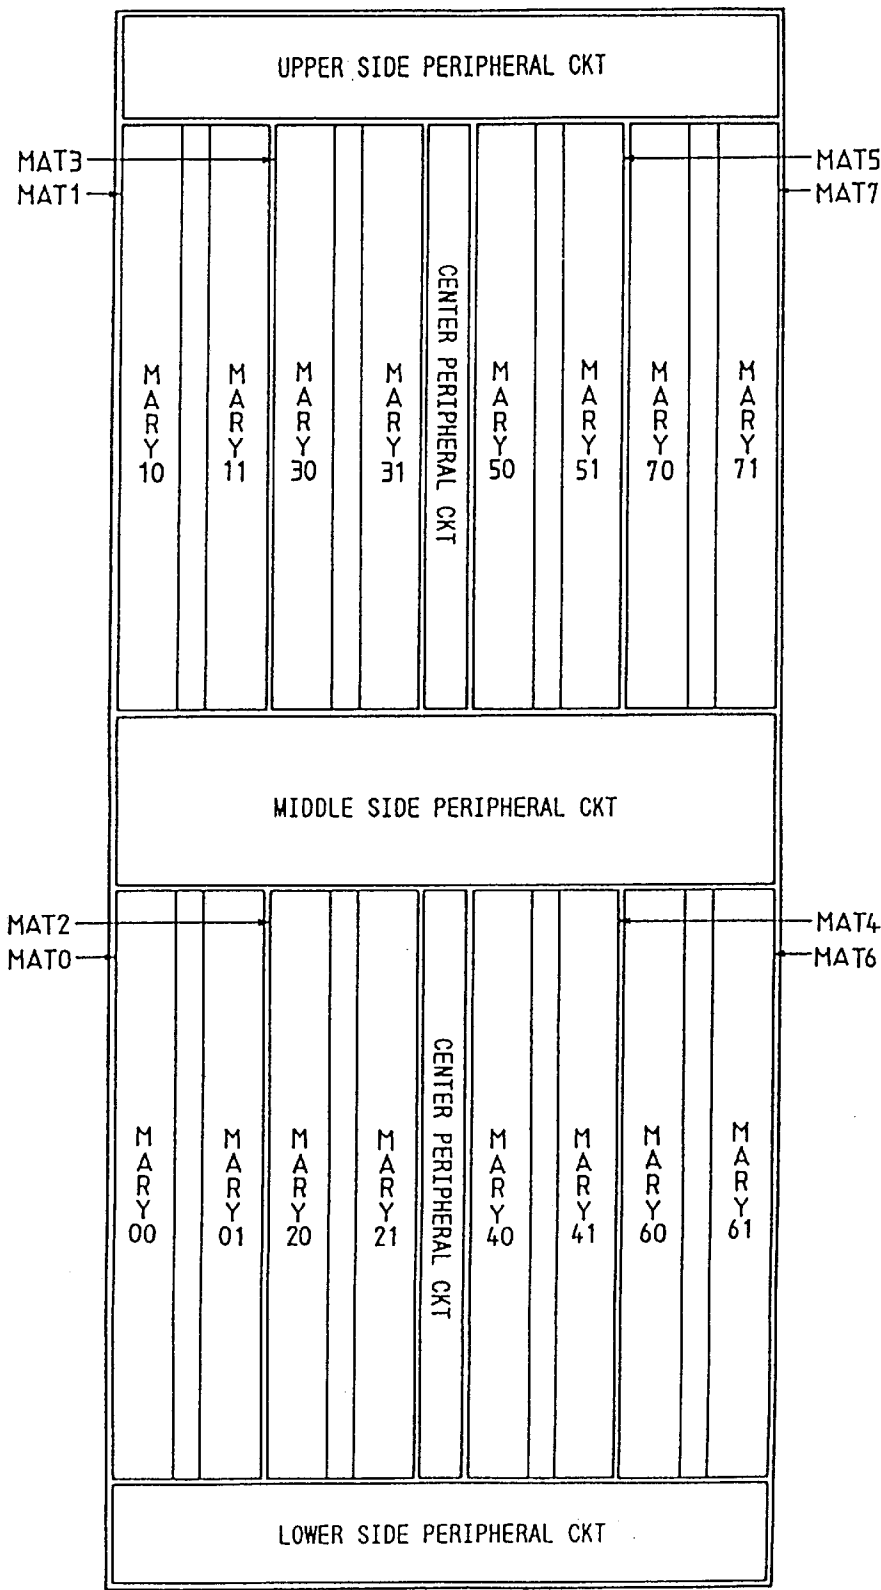 UPPER SIDE PERIPHERAL CKT
MAT3
MAT1
MAT5
MAT7
MARY10
MARY11
MARY30
MARY31
CENTER PERIPHERAL CKT
MARY50
MARY51
MARY70
MARY71
MIDDLE SIDE PERIPHERAL CKT
MAT2
MAT0
MAT4
MAT6
MARY00
MARY01
MARY20
MARY21
CENTER PERIPHERAL CKT
MARY40
MARY41
MARY60
MARY61
LOWER SIDE PERIPHERAL CKT